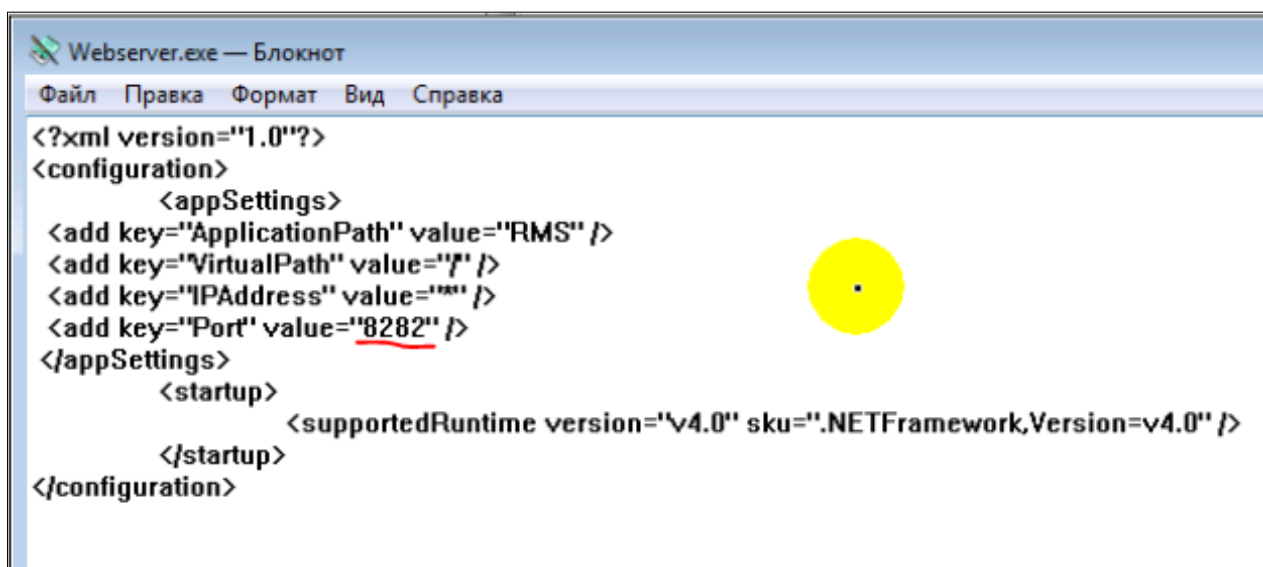 Webserver.exe — Блокнот
Файл Правка Формат Вид Справка
<?xml version="1.0"?>
<configuration>
<appSettings>
<add key="ApplicationPath" value="RMS" />
<add key="VirtualPath" value="/" />
<add key="IPAddress" value="*" />
<add key="Port" value="8282" />
</appSettings>
<startup>
<supportedRuntime version="v4.0" sku=".NETFramework,Version=v4.0" />
</startup>
</configuration>